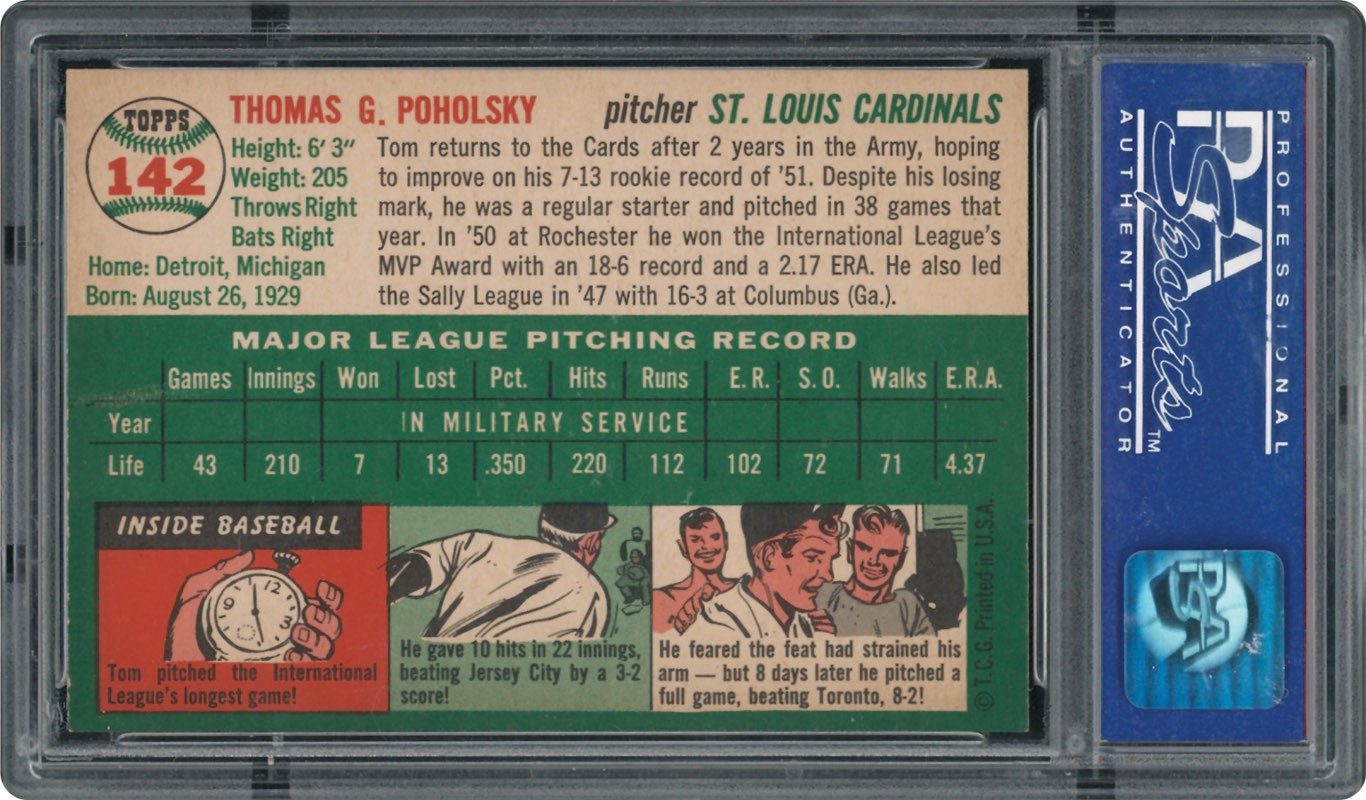 TOPPS
142
THOMAS G. POHOLSKY pitcher ST. LOUIS CARDINALS
Height: 6' 3"
Weight: 205
Throws Right
Bats Right
Home: Detroit, Michigan
Born: August 26, 1929
Tom returns to the Cards after 2 years in the Army, hoping
to improve on his 7-13 rookie record of '51. Despite his losing
mark, he was a regular starter and pitched in 38 games that
year. In '50 at Rochester he won the International League's
MVP Award with an 18-6 record and a 2.17 ERA. He also led
the Sally League in '47 with 16-3 at Columbus (Ga.).
MAJOR LEAGUE PITCHING RECORD
Games Innings Won Lost Pct. Hits Runs E.R. S.O. Walks E.R.A.
Year IN MILITARY SERVICE
Life 43 210 7 13 .350 220 112 102 72 71 4.37
INSIDE BASEBALL
9 12 3
Tom pitched the International
League's longest game!
He gave 10 hits in 22 innings,
beating Jersey City by a 3-2
score!
He feared the feat had strained his
arm — but 8 days later he pitched a
full game, beating Toronto, 8-2!
© T.C.G. Printed in U.S.A.
PROFESSIONAL
PSA
Sports
AUTHENTICATOR™
PSA